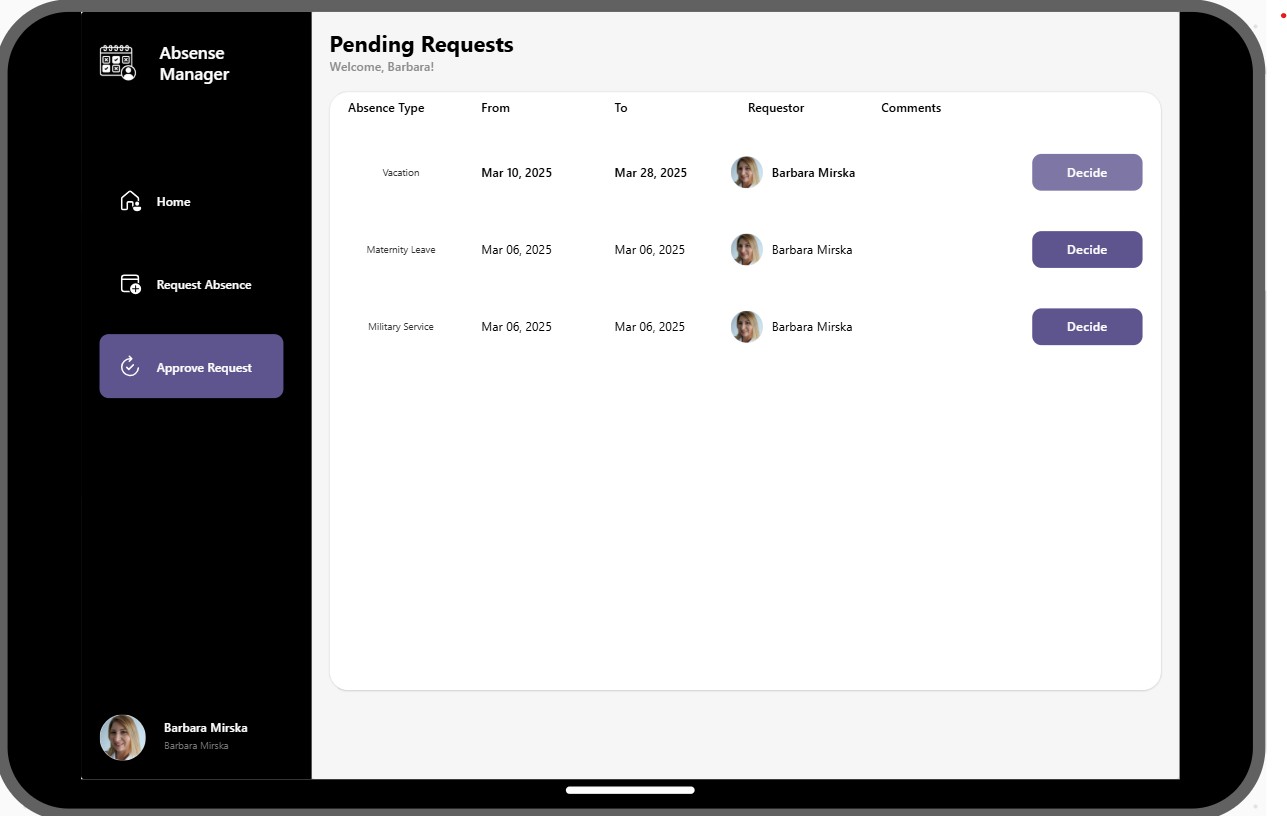 Absense
Manager
Home
Request Absence
Approve Request
Barbara Mirska
Barbara Mirska
Pending Requests
Welcome, Barbara!
Absence Type From To Requestor Comments
Vacation Mar 10, 2025 Mar 28, 2025 Barbara Mirska Decide
Maternity Leave Mar 06, 2025 Mar 06, 2025 Barbara Mirska Decide
Military Service Mar 06, 2025 Mar 06, 2025 Barbara Mirska Decide